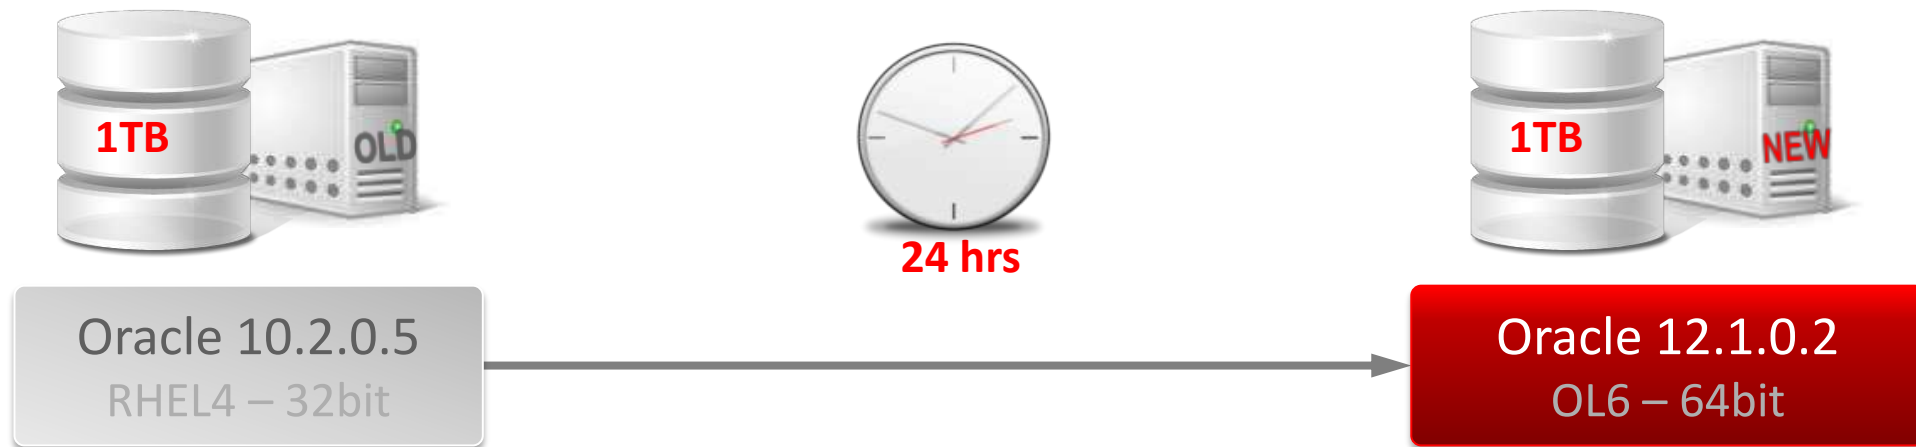 1TB
OLD
24 hrs
1TB
NEW
Oracle 10.2.0.5
RHEL4 – 32bit
Oracle 12.1.0.2
OL6 – 64bit